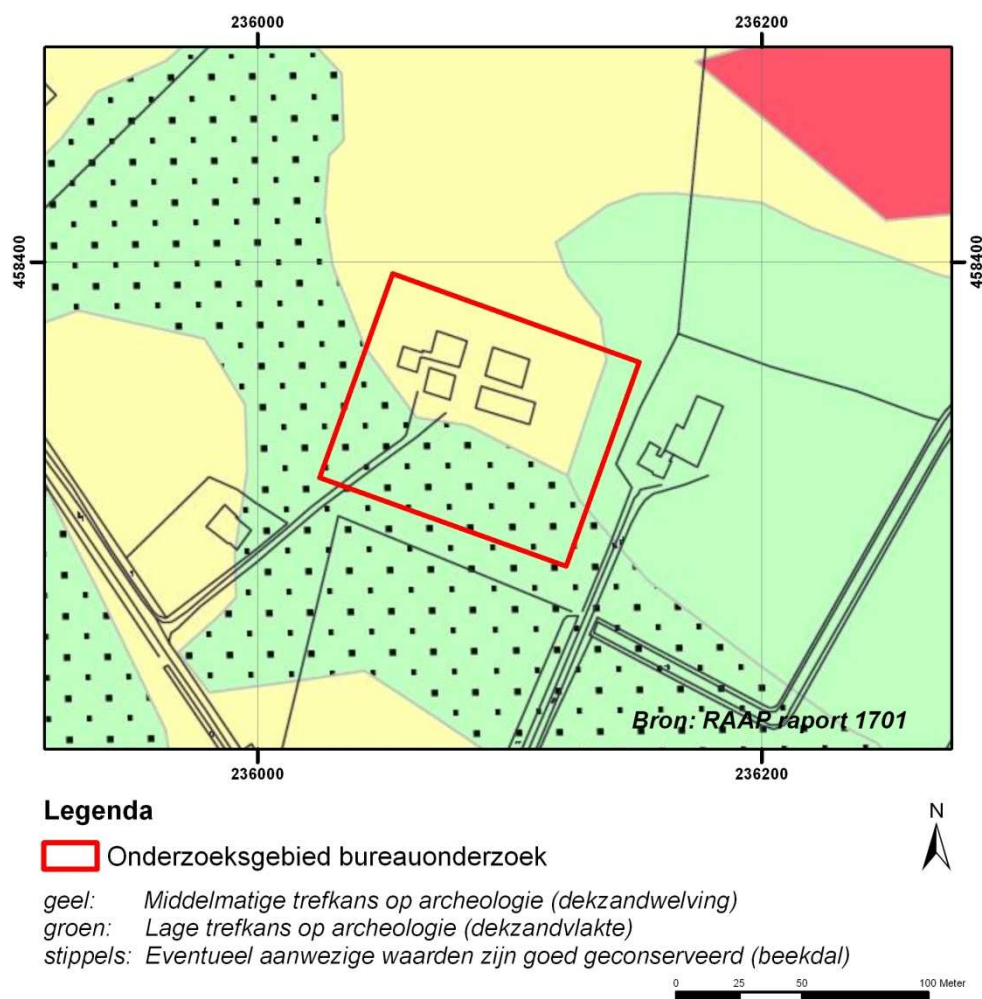 236000 236200
458400 458400
Bron: RAAP raport 1701
236000 236200
Legenda
Onderzoeksgebied bureauonderzoek
N
geel: Middelmatige trefkans op archeologie (dekzandwelving)
groen: Lage trefkans op archeologie (dekzandvlakte)
stippels: Eventueel aanwezige waarden zijn goed geconserveerd (beekdal)
0 25 50 100 Meter